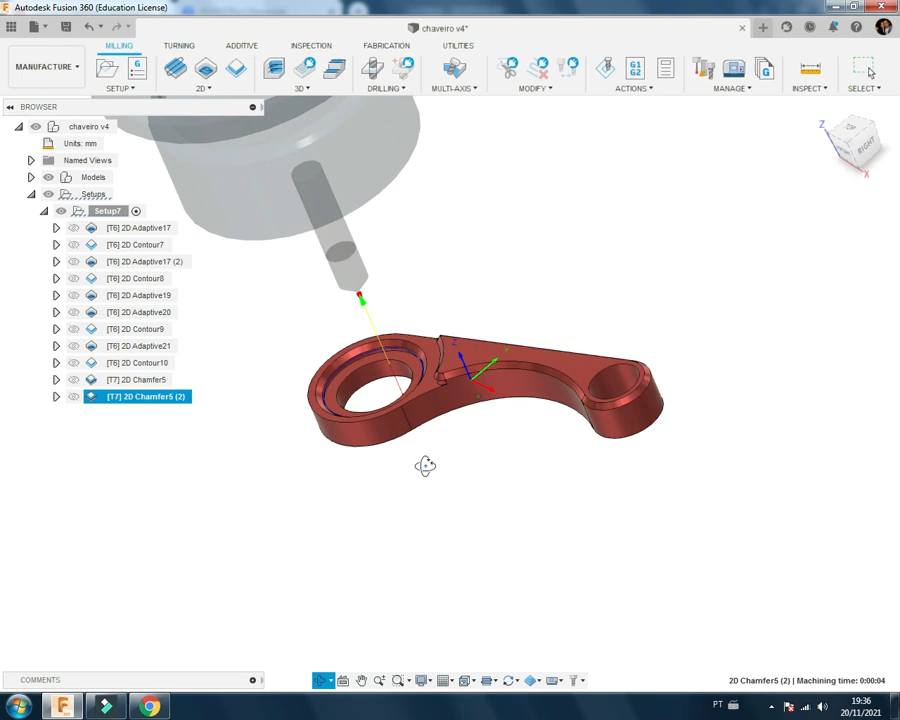 Autodesk Fusion 360 (Education License)
chaveiro v4*
MILLING TURNING ADDITIVE INSPECTION FABRICATION UTILITIES
MANUFACTURE
G
G1
G2
G
SETUP 2D 3D DRILLING MULTI-AXIS MODIFY ACTIONS MANAGE INSPECT SELECT
BROWSER
chaveiro v4
Units: mm
Named Views
Models
Setups
Setup7
[T6] 2D Adaptive17
[T6] 2D Contour7
[T6] 2D Adaptive17 (2)
[T6] 2D Contour8
[T6] 2D Adaptive19
[T6] 2D Adaptive20
[T6] 2D Contour9
[T6] 2D Adaptive21
[T6] 2D Contour10
[T7] 2D Chamfer5
[T7] 2D Chamfer5 (2)
Z
RIGHT
X
Z
COMMENTS
2D Chamfer5 (2) | Machining time: 0:00:04
PT
19:36
20/11/2021